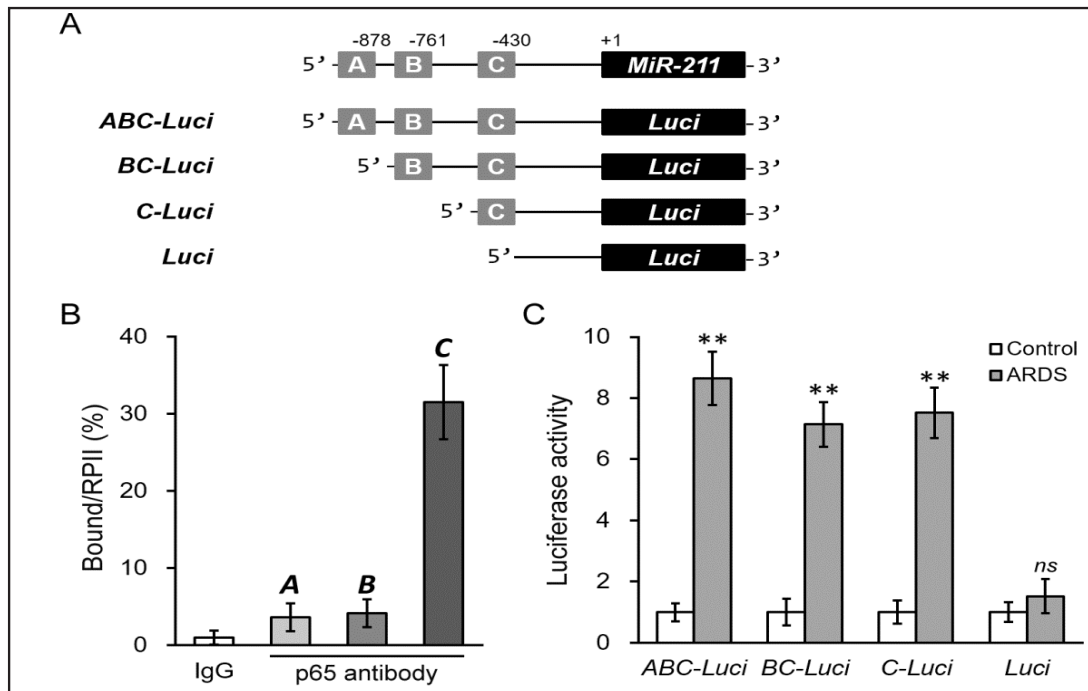 A
-878 -761 -430 +1
5’ A B C MiR-211 3’
ABC-Luci 5’ A B C Luci 3’
BC-Luci 5’ B C Luci 3’
C-Luci 5’ C Luci 3’
Luci 5’ Luci 3’
B
Bound/RPII (%)
40
30
20
10
0
A
B
C
IgG
p65 antibody
C
Luciferase activity
10
8
6
4
2
0
Control
ARDS
**
**
**
ns
ABC-Luci BC-Luci C-Luci Luci